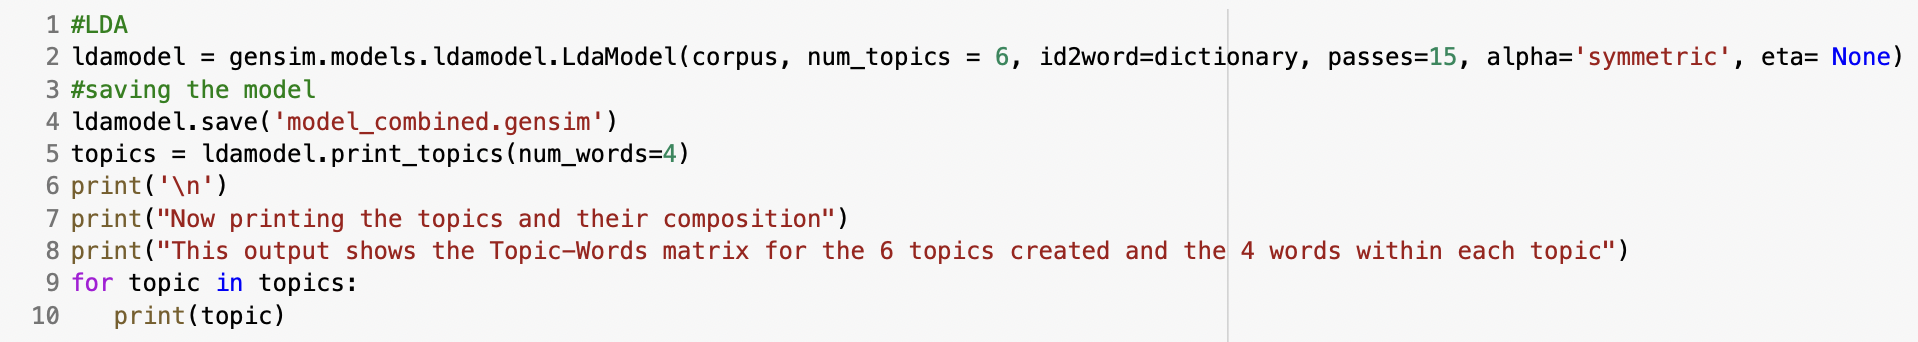 1 #LDA
2 ldamodel = gensim.models.ldamodel.LdaModel(corpus, num_topics = 6, id2word=dictionary, passes=15, alpha='symmetric', eta= None)
3 #saving the model
4 ldamodel.save('model_combined.gensim')
5 topics = ldamodel.print_topics(num_words=4)
6 print('\n')
7 print("Now printing the topics and their composition")
8 print("This output shows the Topic-Words matrix for the 6 topics created and the 4 words within each topic")
9 for topic in topics:
10    print(topic)